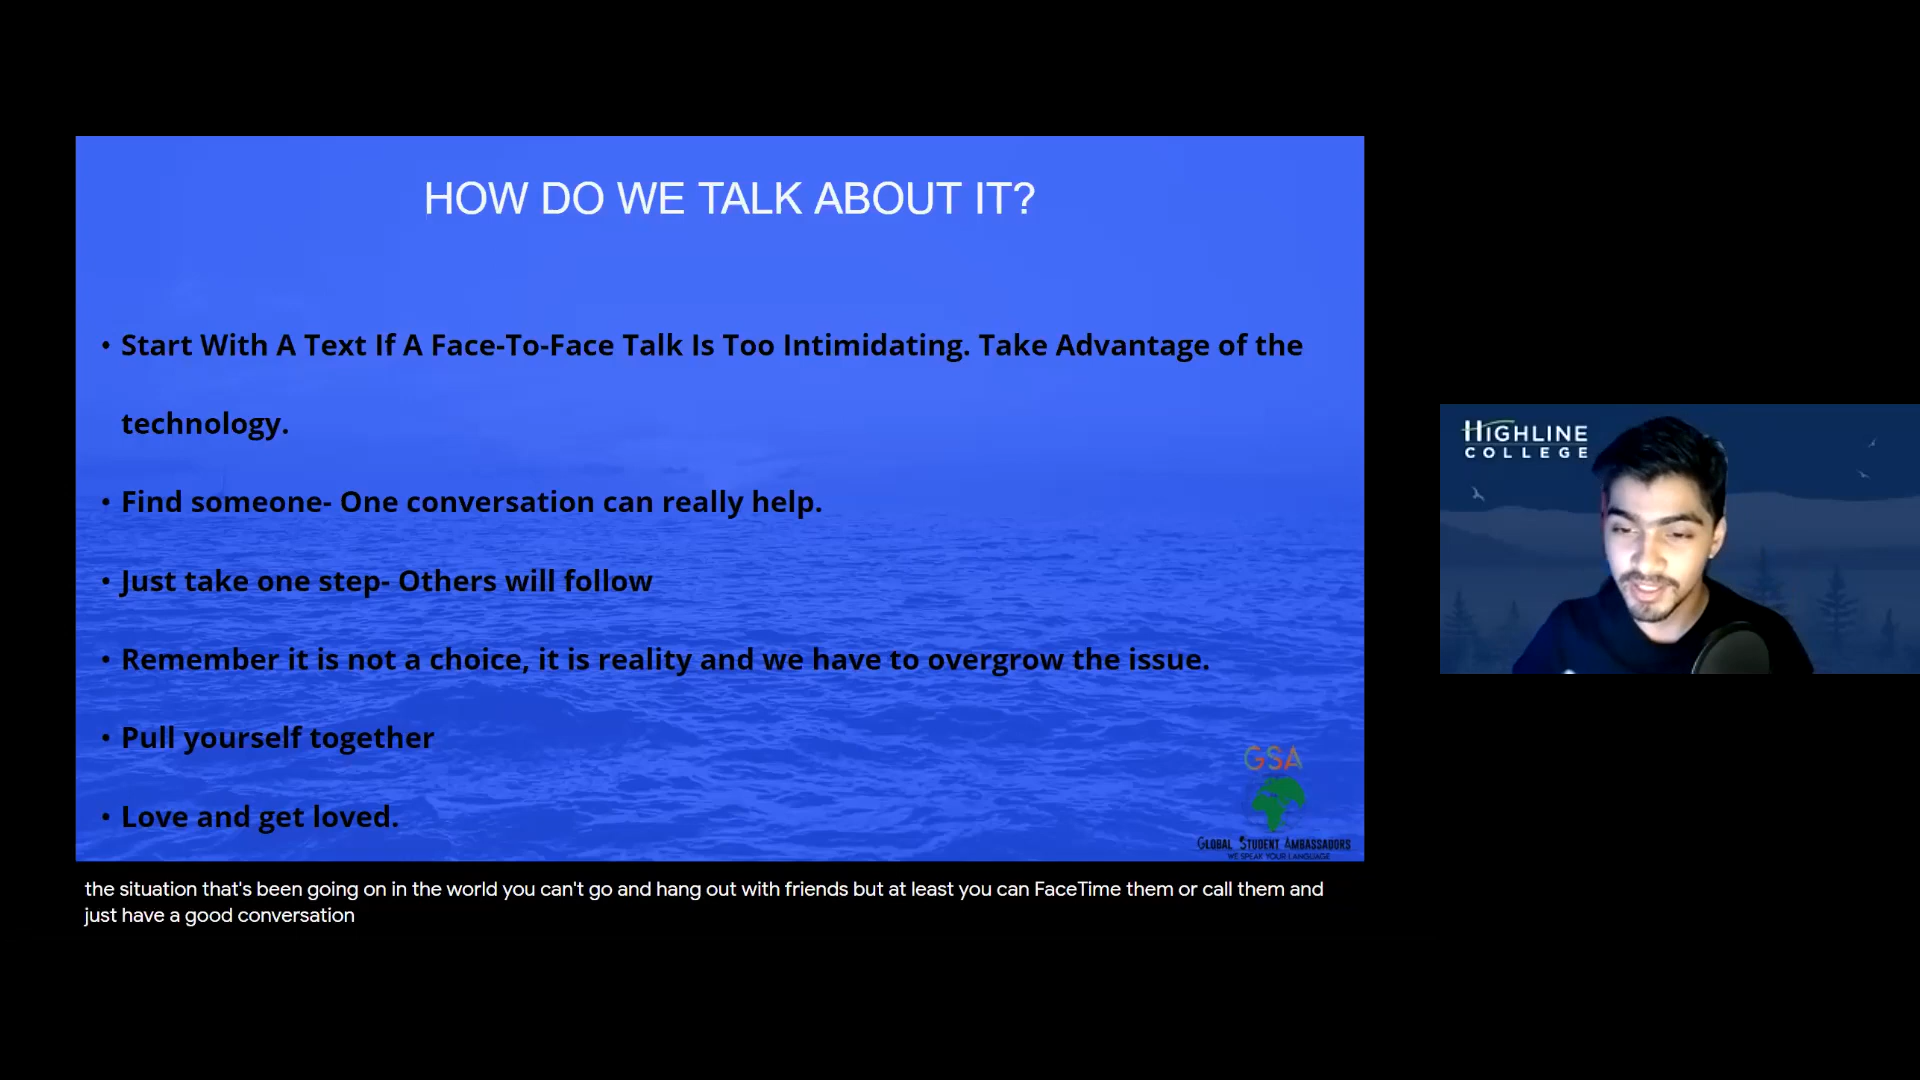 HOW DO WE TALK ABOUT IT?
• Start With A Text If A Face-To-Face Talk Is Too Intimidating. Take Advantage of the
technology.
• Find someone- One conversation can really help.
• Just take one step- Others will follow
• Remember it is not a choice, it is reality and we have to overgrow the issue.
• Pull yourself together
• Love and get loved.
GSA
GLOBAL STUDENT AMBASSADORS
WE SPEAK YOUR LANGUAGE
the situation that's been going on in the world you can't go and hang out with friends but at least you can FaceTime them or call them and
just have a good conversation
HIGHLINE
COLLEGE